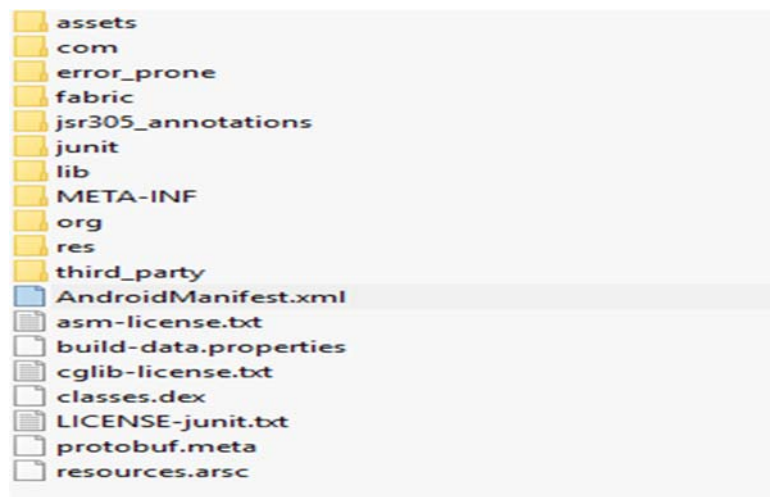 assets
com
error_prone
fabric
jsr305_annotations
junit
lib
META-INF
org
res
third_party
AndroidManifest.xml
asm-license.txt
build-data.properties
cglib-license.txt
classes.dex
LICENSE-junit.txt
protobuf.meta
resources.arsc